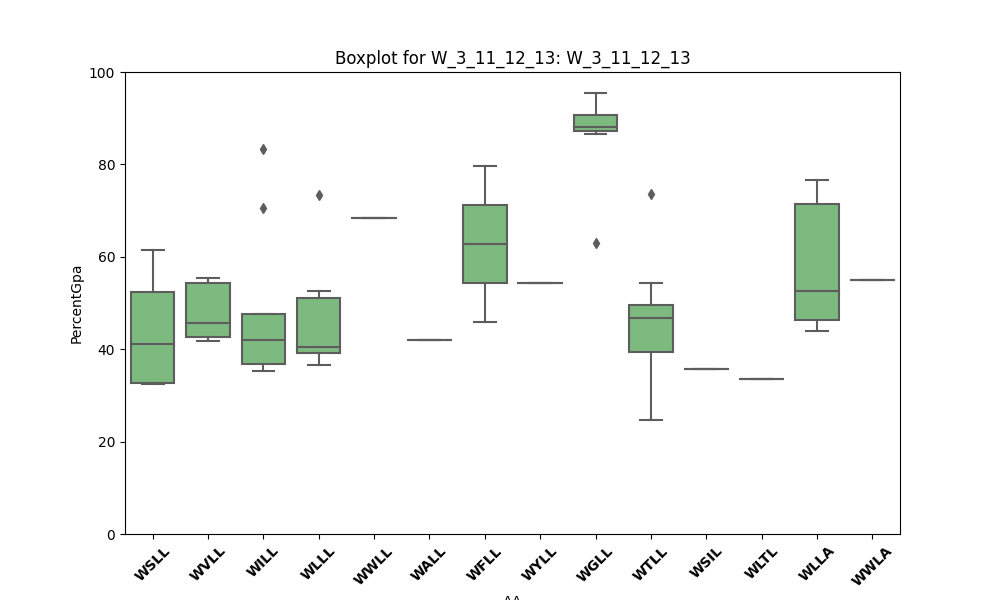 Boxplot for W_3_11_12_13: W_3_11_12_13
100
80
60
40
20
0
PercentGpa
WSLL WVLL WILL WLLL WWLL WALL WFLL WYLL WGLL WTLL WSIL WLTL WLLA WWLA
AA